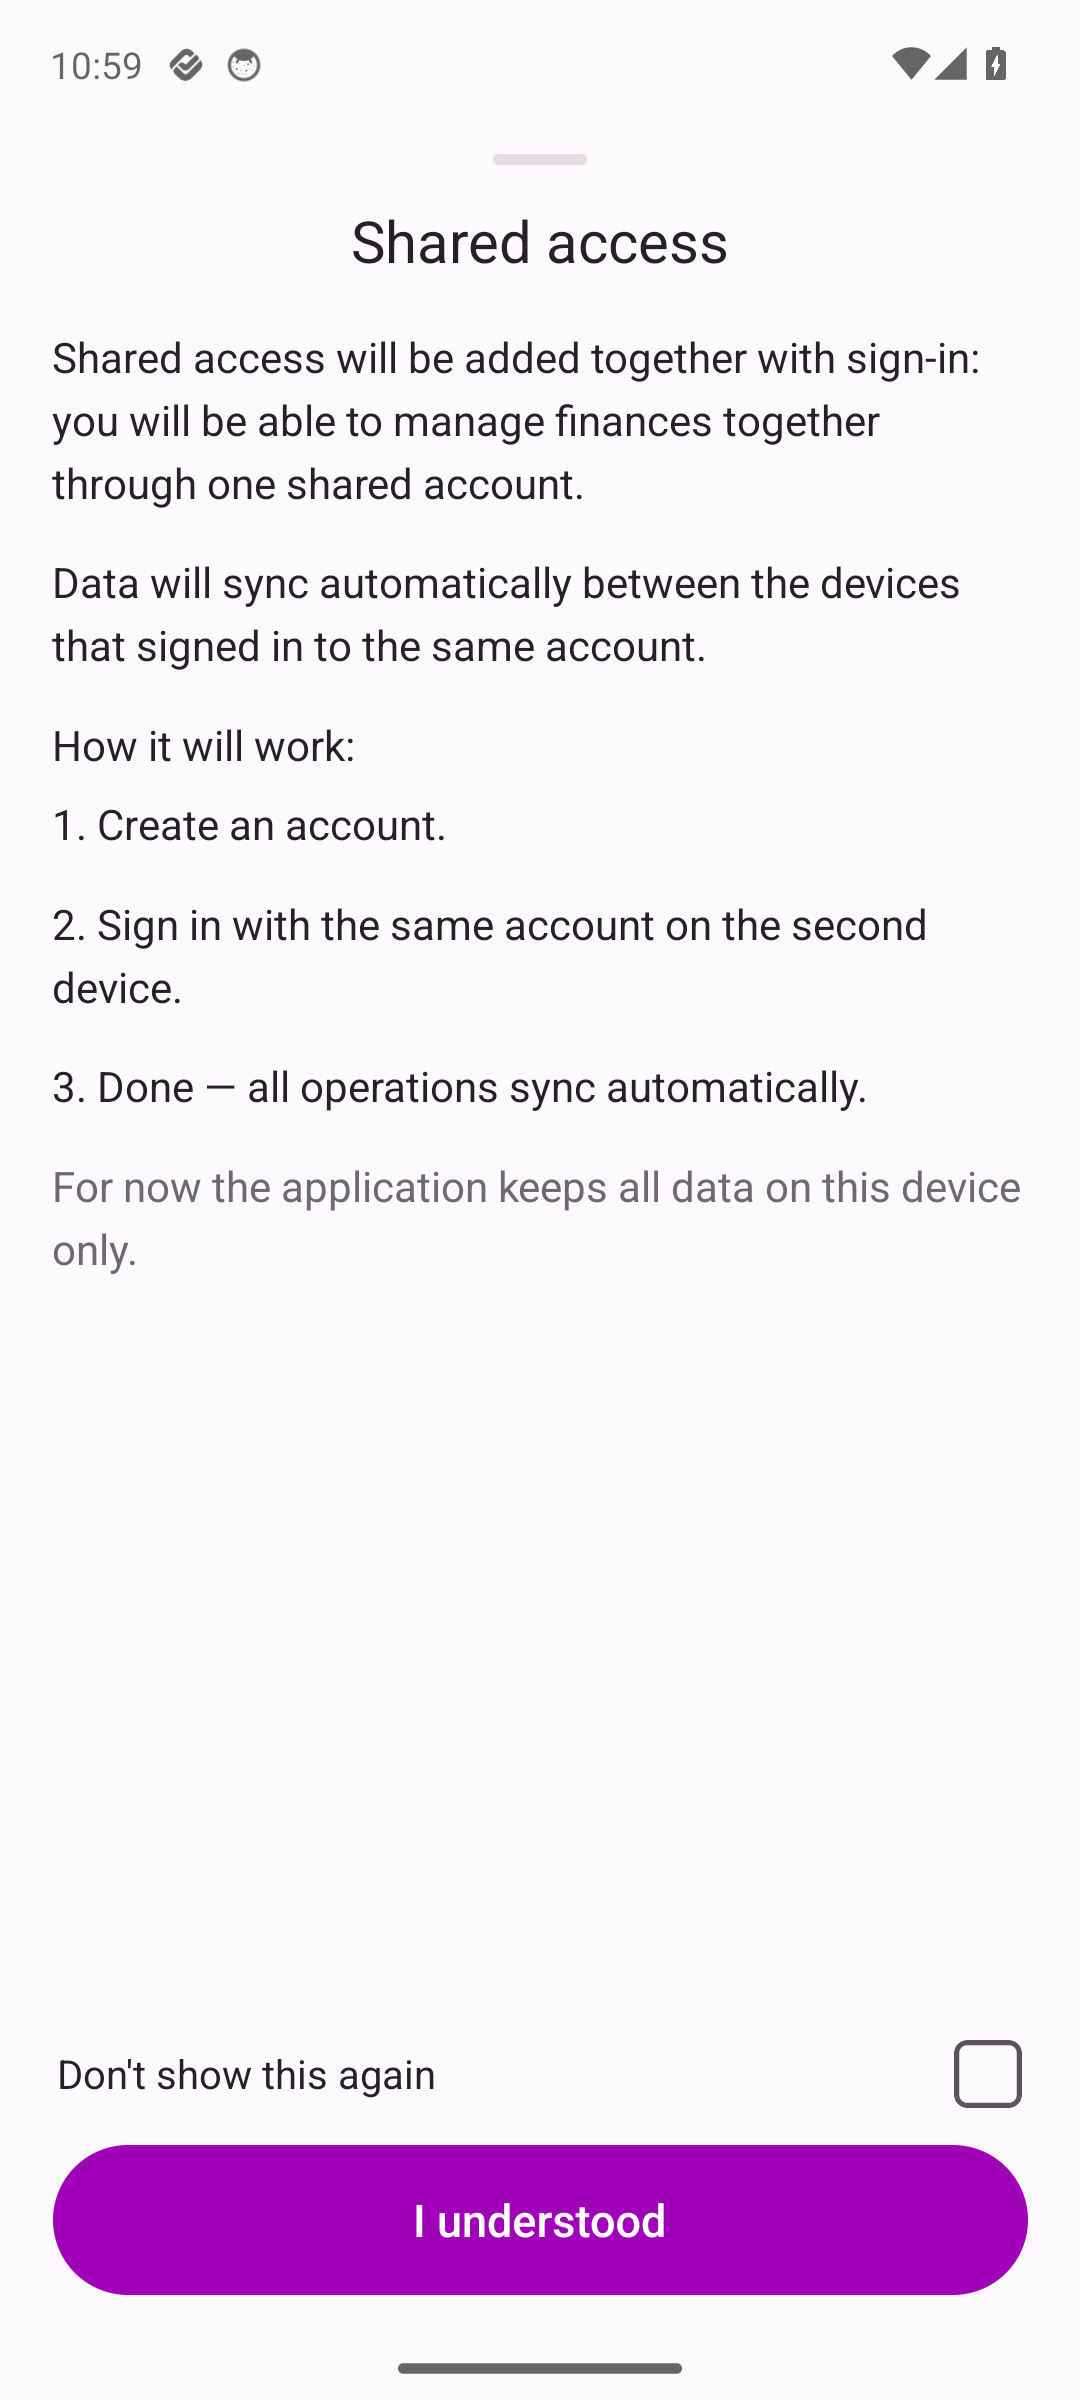 10:59
Shared access
Shared access will be added together with sign-in:
you will be able to manage finances together
through one shared account.
Data will sync automatically between the devices
that signed in to the same account.
How it will work:
1. Create an account.
2. Sign in with the same account on the second
device.
3. Done — all operations sync automatically.
For now the application keeps all data on this device
only.
Don't show this again
I understood